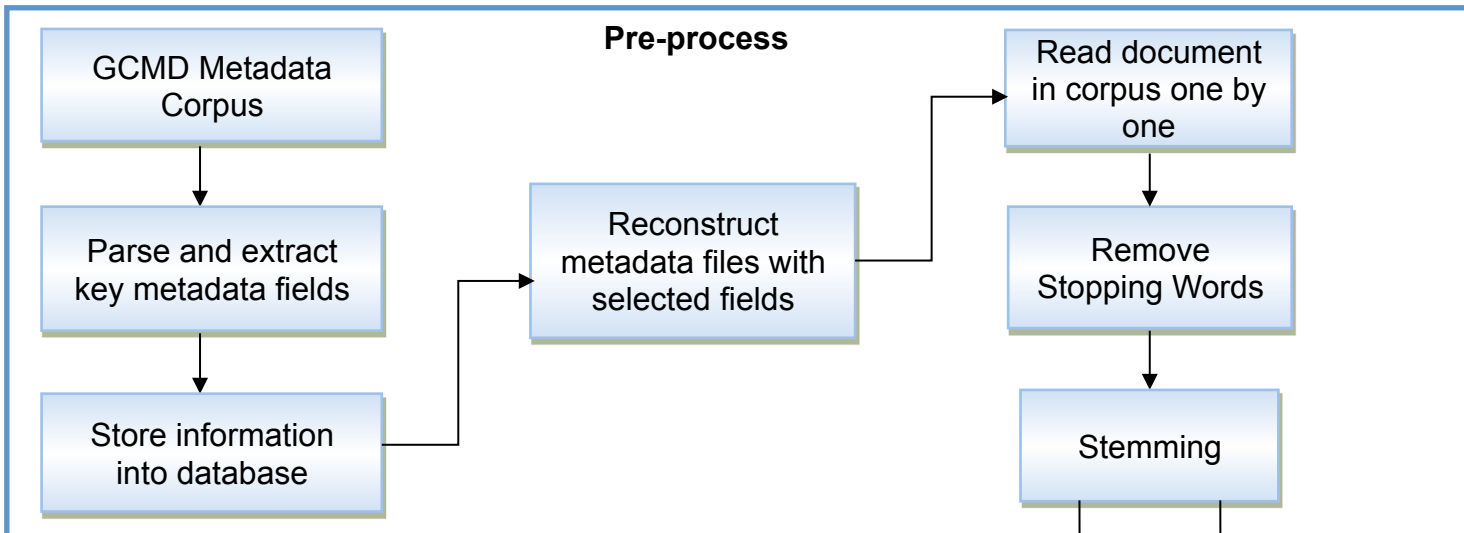 Pre-process
GCMD Metadata
Corpus
Parse and extract
key metadata fields
Store information
into database
Reconstruct
metadata files with
selected fields
Read document
in corpus one by
one
Remove
Stopping Words
Stemming